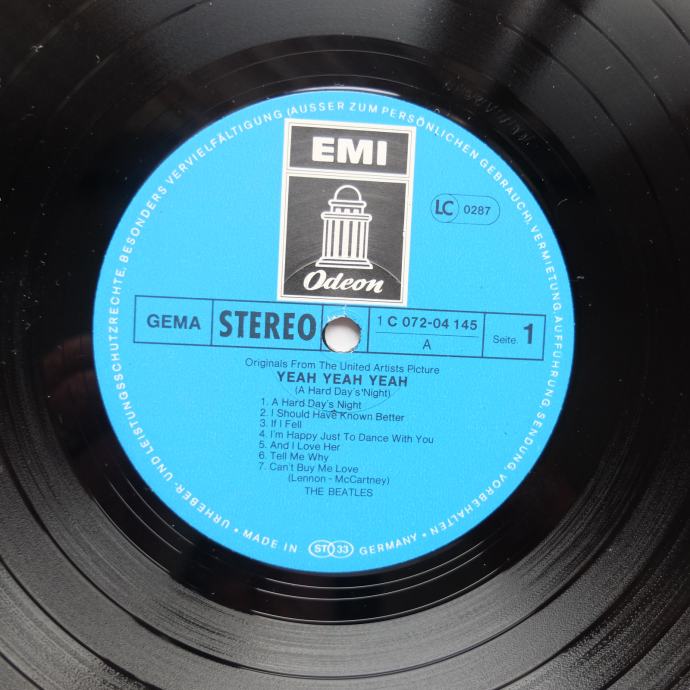 URHEBER- UND LEISTUNGSSCHUTZRECHTE, BESONDERS VERVIELFÄLTIGUNG (AUSSER ZUM PERSÖNLICHEN GEBRAUCH), VERMIETUNG, AUFFÜHRUNG, SENDUNG, VORBEHALTEN •
EMI
Odeon
LC 0287
GEMA
STEREO
1 C 072-04 145
A
Seite. 1
Originals From The United Artists Picture
YEAH YEAH YEAH
(A Hard Day's Night)
1. A Hard Day's Night
2. I Should Have Known Better
3. If I Fell
4. I'm Happy Just To Dance With You
5. And I Love Her
6. Tell Me Why
7. Can't Buy Me Love
(Lennon - McCartney)
THE BEATLES
• MADE IN ST 33 GERMANY •